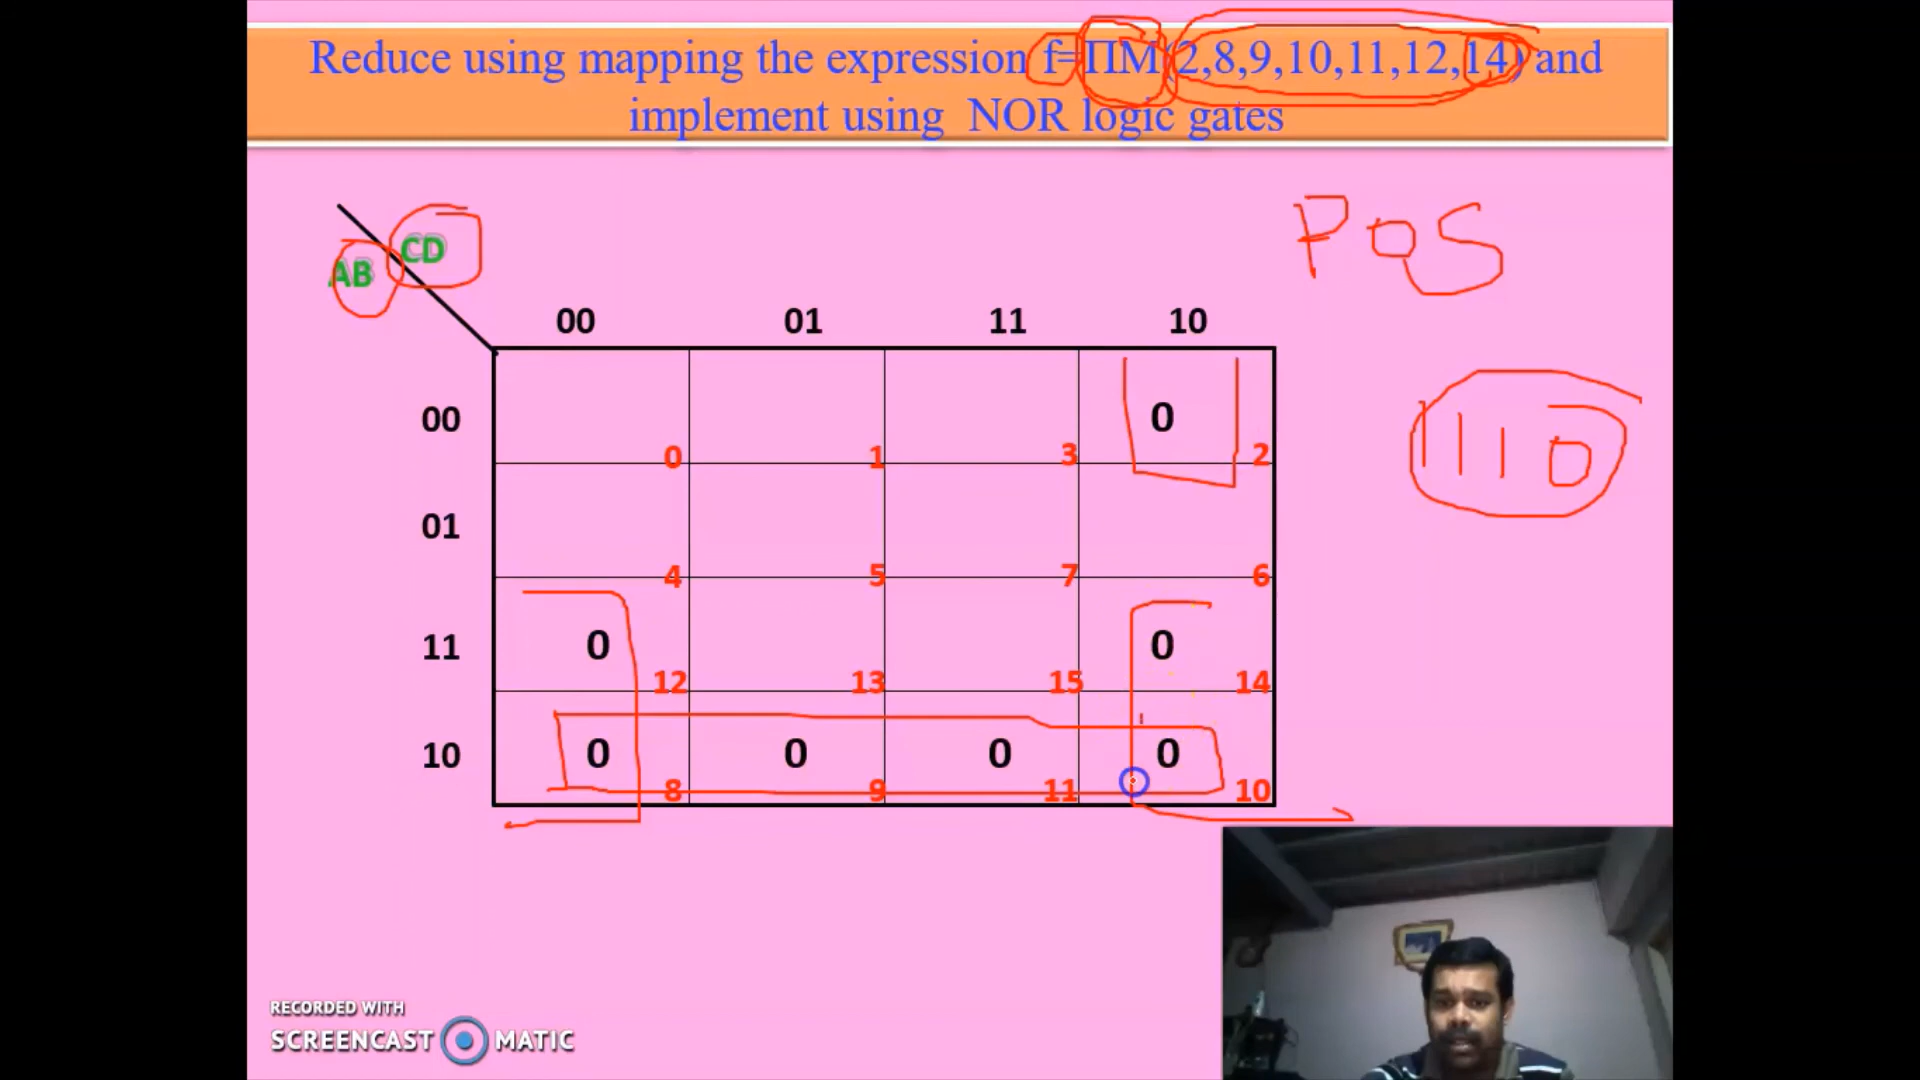 Reduce using mapping the expression f=ΠM(2,8,9,10,11,12,14) and
implement using NOR logic gates
POS
CD
AB
00 01 11 10
00 0
0 1 3 2
1110
01
4 5 7 6
11 0 0
12 13 15 14
10 0 0 0 0
8 9 11 10
RECORDED WITH
SCREENCAST MATIC